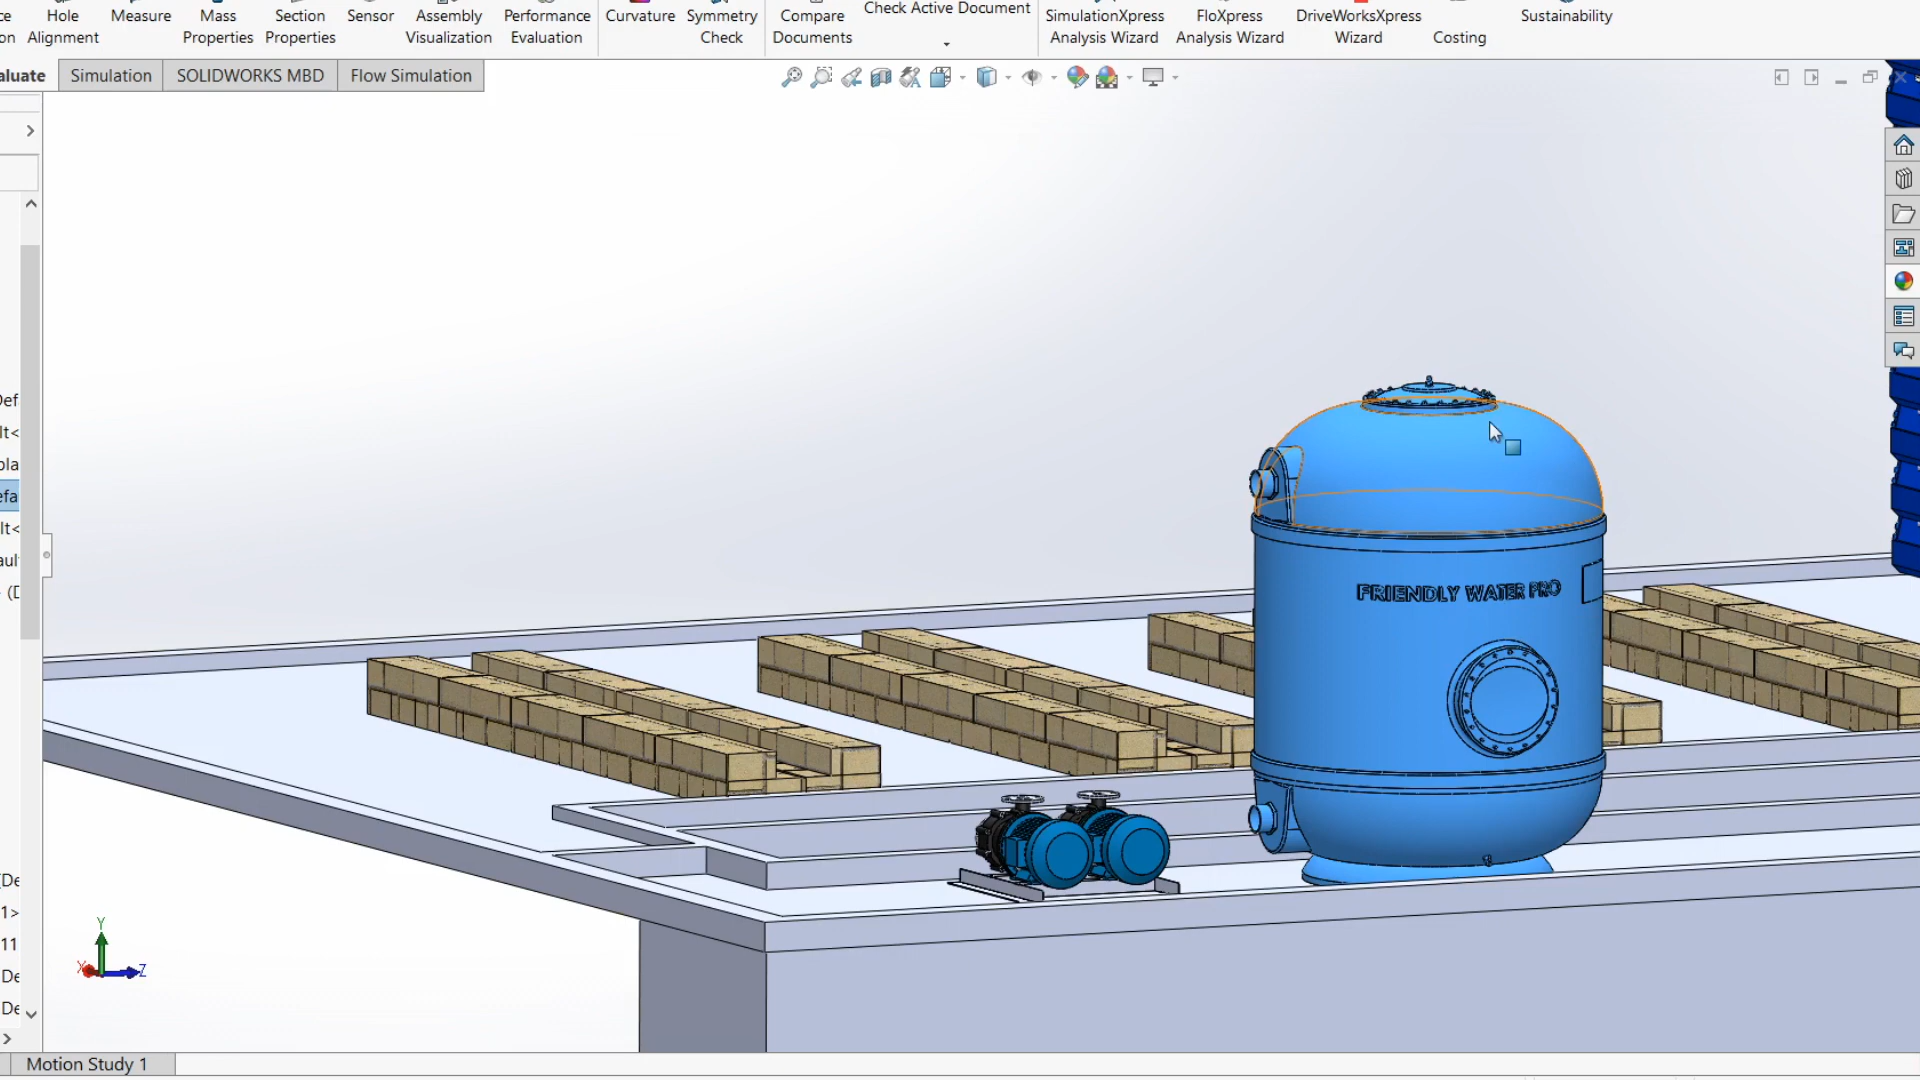 Hole
Alignment
Measure
Mass
Properties
Section
Properties
Sensor
Assembly
Visualization
Performance
Evaluation
Curvature
Symmetry
Check
Compare
Documents
Check Active Document
SimulationXpress
Analysis Wizard
FloXpress
Analysis Wizard
DriveWorksXpress
Wizard
Costing
Sustainability
aluate
Simulation
SOLIDWORKS MBD
Flow Simulation
FRIENDLY WATER PRO
Y
X
Z
Motion Study 1